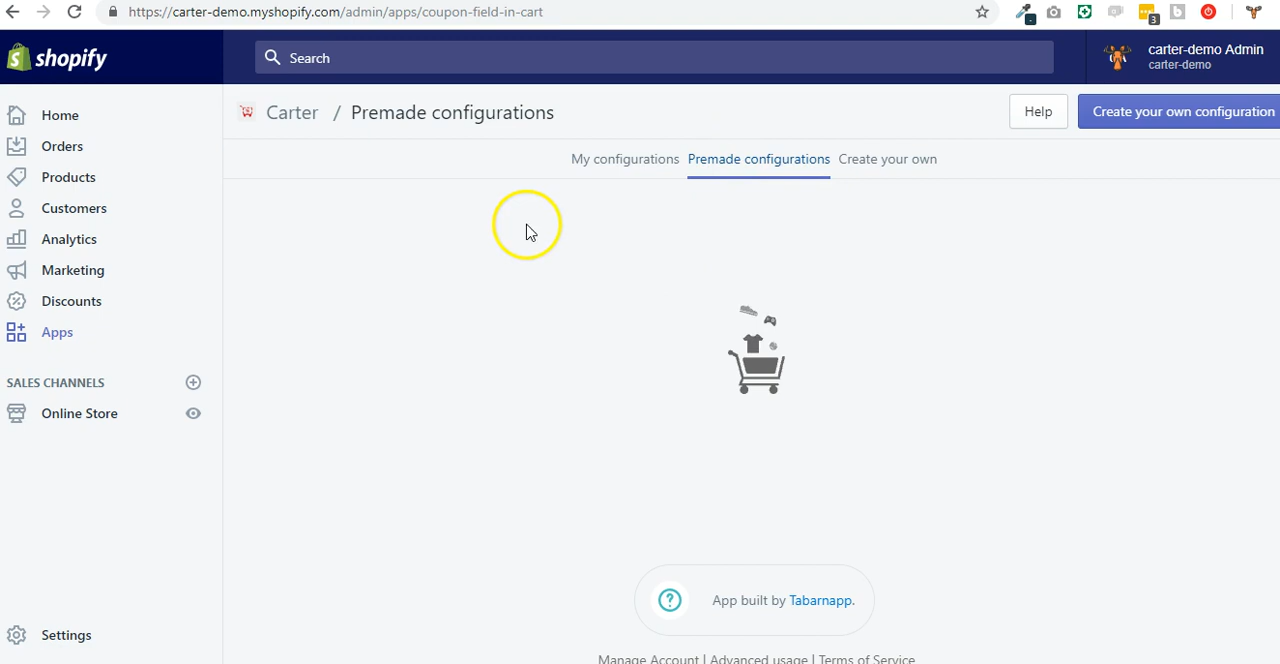 https://carter-demo.myshopify.com/admin/apps/coupon-field-in-cart
3
shopify
Search
carter-demo Admin
carter-demo
Home
Orders
Products
Customers
Analytics
Marketing
Discounts
Apps
SALES CHANNELS
Online Store
Settings
Carter / Premade configurations
Help
Create your own configuration
My configurations Premade configurations Create your own
App built by Tabarnapp.
Manage Account | Advanced usage | Terms of Service